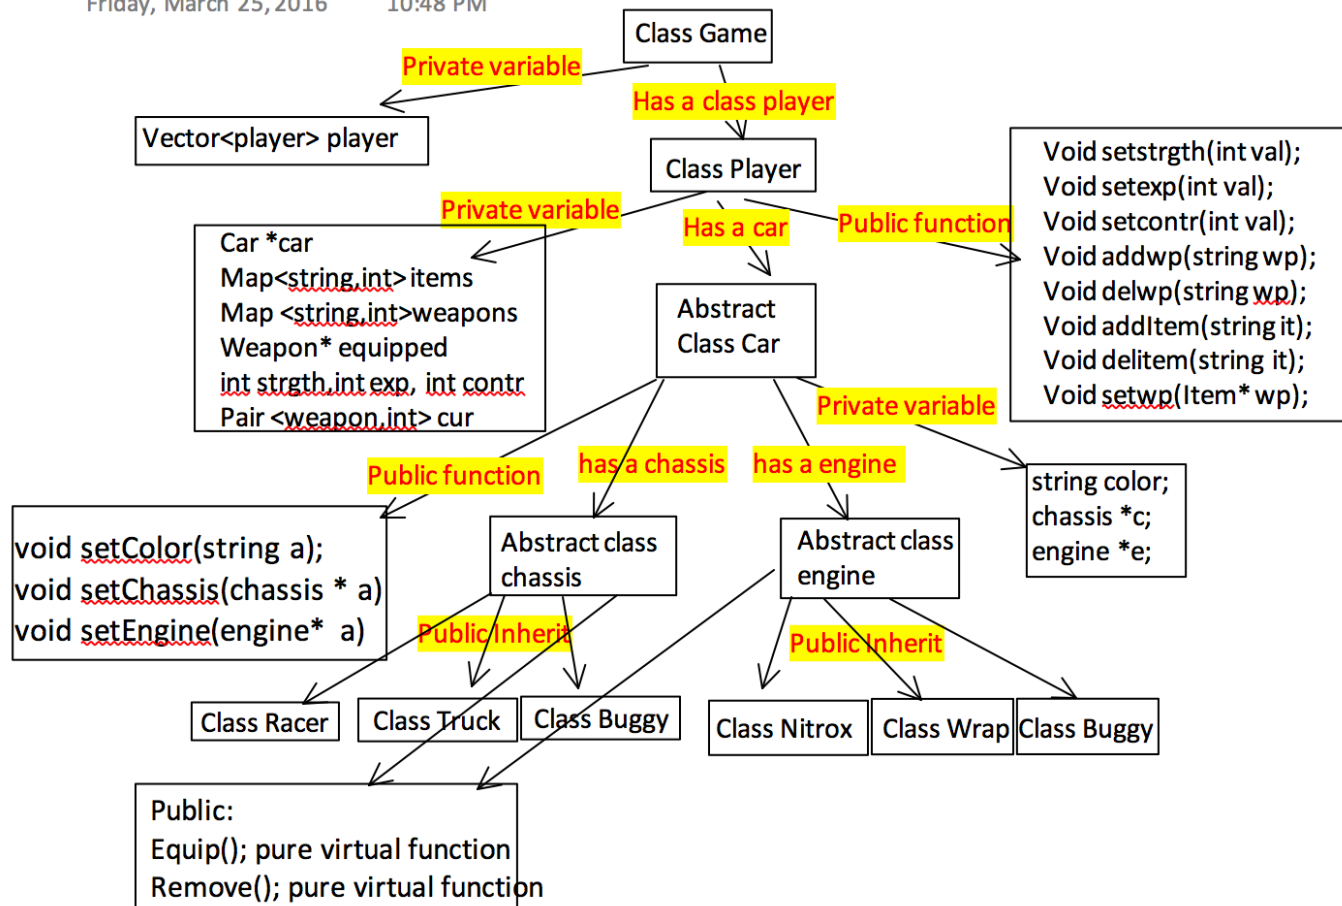 Friday, March 25, 2016 10:48 PM
Class Game
Private variable
Has a class player
Vector<player> player
Class Player
Void setstrgth(int val);
Void setexp(int val);
Void setcontr(int val);
Void addwp(string wp);
Void delwp(string wp);
Void addItem(string it);
Void delitem(string it);
Void setwp(Item* wp);
Private variable
Has a car
Public function
Car *car
Map<string,int> items
Map <string,int>weapons
Weapon* equipped
int strgth,int exp, int contr
Pair <weapon,int> cur
Abstract
Class Car
Private variable
Public function
has a chassis
has a engine
string color;
chassis *c;
engine *e;
void setColor(string a);
void setChassis(chassis * a)
void setEngine(engine* a)
Abstract class
chassis
Abstract class
engine
Public Inherit
Public Inherit
Class Racer
Class Truck
Class Buggy
Class Nitrox
Class Wrap
Class Buggy
Public:
Equip(); pure virtual function
Remove(); pure virtual function